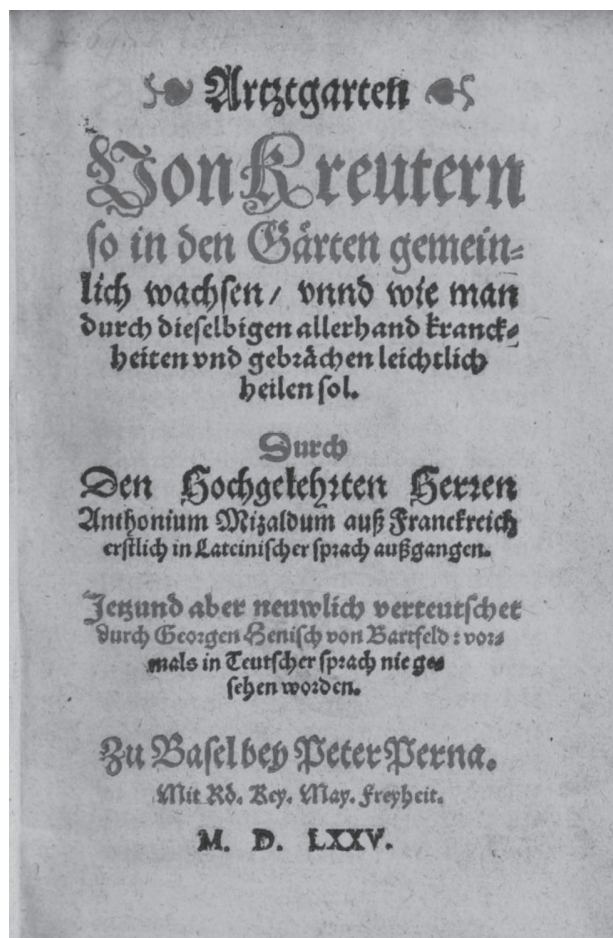 Artztgarten
Von Kreutern
so in den Gärten gemein-
lich wachsen / vnnd wie man
durch dieselbigen allerhand kranck-
heiten vnd gebrächen leichtlich
heilen sol.
Durch
Den Hochgelehrten Herren
Anthonium Mizaldum auß Franckreich
erstlich in Lateinischer sprach außgangen.
Jetzund aber neuwlich verteutschet
durch Georgen Henisch von Bartfeld: vor-
mals in Teutscher sprach nie ge-
sehen worden.
Zu Basel bey Peter Perna.
Mit Rö. Key. May. Freyheit.
M. D. LXXV.